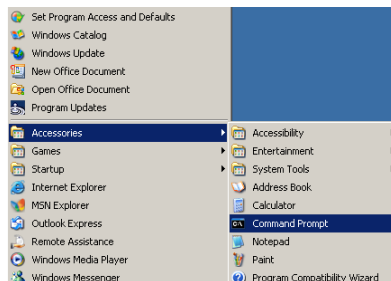 Set Program Access and Defaults
Windows Catalog
Windows Update
New Office Document
Open Office Document
Program Updates
Accessories
Games
Startup
Internet Explorer
MSN Explorer
Outlook Express
Remote Assistance
Windows Media Player
Windows Messenger
Accessibility
Entertainment
System Tools
Address Book
Calculator
Command Prompt
Notepad
Paint
Program Compatibility Wizard